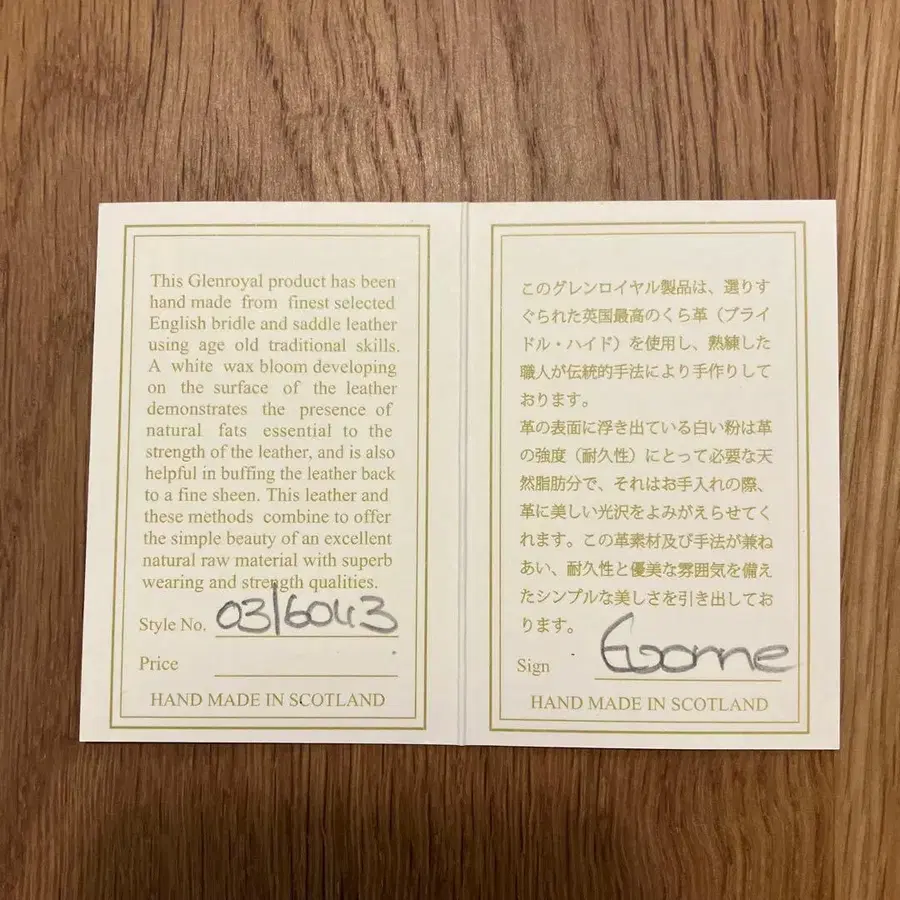 This Glenroyal product has been
hand made from finest selected
English bridle and saddle leather
using age old traditional skills.
A white wax bloom developing
on the surface of the leather
demonstrates the presence of
natural fats essential to the
strength of the leather, and is also
helpful in buffing the leather back
to a fine sheen. This leather and
these methods combine to offer
the simple beauty of an excellent
natural raw material with superb
wearing and strength qualities.
Style No. 03/6043
Price
HAND MADE IN SCOTLAND
このグレンロイヤル製品は、選りす
ぐられた英国最高のくら革（ブライ
ドル・ハイド）を使用し、熟練した
職人が伝統的手法により手作りして
おります。
革の表面に浮き出ている白い粉は革
の強度（耐久性）にとって必要な天
然脂肪分で、それはお手入れの際、
革に美しい光沢をよみがえらせてく
れます。この革素材及び手法が兼ね
あい、耐久性と優美な雰囲気を備え
たシンプルな美しさを引き出してお
ります。
Sign
HAND MADE IN SCOTLAND